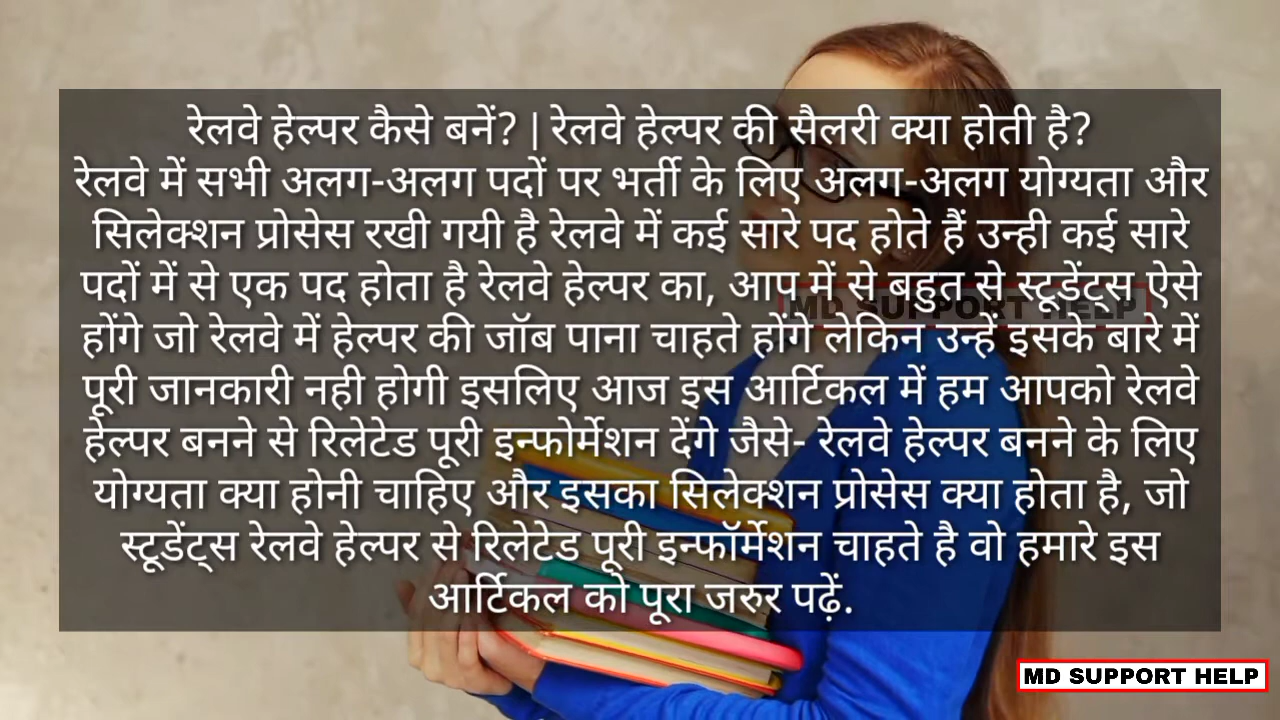 रेलवे हेल्पर कैसे बनें? | रेलवे हेल्पर की सैलरी क्या होती है?
रेलवे में सभी अलग-अलग पदों पर भर्ती के लिए अलग-अलग योग्यता और
सिलेक्शन प्रोसेस रखी गयी है रेलवे में कई सारे पद होते हैं उन्ही कई सारे
पदों में से एक पद होता है रेलवे हेल्पर का, आप में से बहुत से स्टूडेंट्स ऐसे
MD SUPPORT HELP
होंगे जो रेलवे में हेल्पर की जॉब पाना चाहते होंगे लेकिन उन्हें इसके बारे में
पूरी जानकारी नही होगी इसलिए आज इस आर्टिकल में हम आपको रेलवे
हेल्पर बनने से रिलेटेड पूरी इन्फोर्मेशन देंगे जैसे- रेलवे हेल्पर बनने के लिए
योग्यता क्या होनी चाहिए और इसका सिलेक्शन प्रोसेस क्या होता है, जो
स्टूडेंट्स रेलवे हेल्पर से रिलेटेड पूरी इन्फॉर्मेशन चाहते है वो हमारे इस
आर्टिकल को पूरा जरुर पढ़ें.
MD SUPPORT HELP